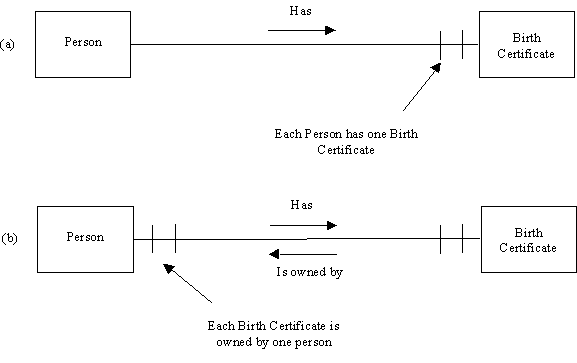 Has
(a)
Person
Birth
Certificate
Each Person has one Birth
Certificate
Has
(b)
Person
Birth
Certificate
Is owned by
Each Birth Certificate is
owned by one person